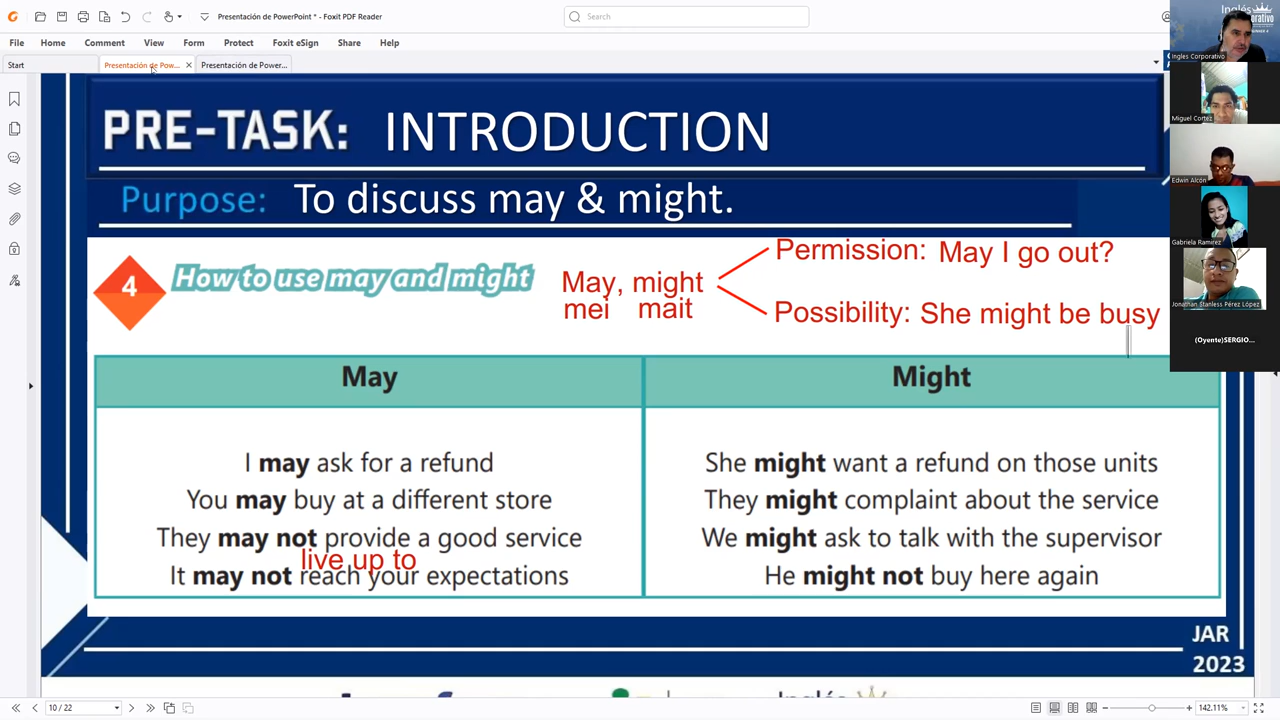 Presentación de PowerPoint * - Foxit PDF Reader
Search
File Home Comment View Form Protect Foxit eSign Share Help
Start
Presentación de Pow...
Presentación de Power...
Inglés
PRE-TASK: INTRODUCTION
Purpose: To discuss may & might.
4
How to use may and might
May, might
mei mait
Permission: May I go out?
Possibility: She might be busy
May
I may ask for a refund
You may buy at a different store
They may not provide a good service
live up to
It may not reach your expectations
Might
She might want a refund on those units
They might complaint about the service
We might ask to talk with the supervisor
He might not buy here again
JAR
2023
Ingles Corporativo
Miguel Cortez
Edwin Alcón
Gabriela Ramirez
Jonathan Stanless Pérez López
(Oyente)SERGIO...
10 / 22
142.11%